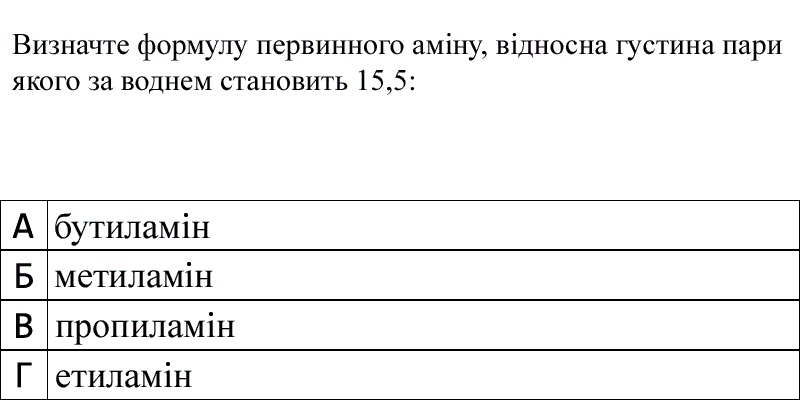 Визначте формулу первинного аміну, відносна густина пари
якого за воднем становить 15,5:
А бутиламін
Б метиламін
В пропиламін
Г етиламін